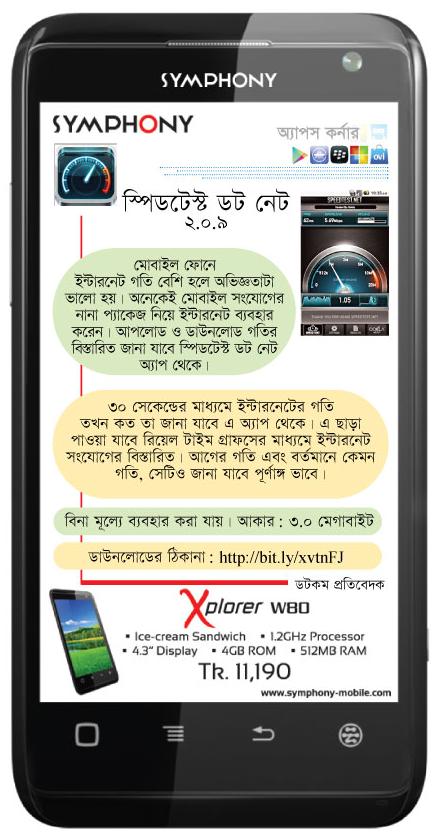 SYMPHONY
SYMPHONY
অ্যাপস কর্নার
স্পিডটেস্ট ডট নেট
২.০.৯
SPEEDTEST.NET
1.05
মোবাইল ফোনে
ইন্টারনেট গতি বেশি হলে অভিজ্ঞতাটা
ভালো হয়। অনেকেই মোবাইল সংযোগের
নানা প্যাকেজ নিয়ে ইন্টারনেট ব্যবহার
করেন। আপলোড ও ডাউনলোড গতির
বিস্তারিত জানা যাবে স্পিডটেস্ট ডট নেট
অ্যাপ থেকে।
৩০ সেকেন্ডের মাধ্যমে ইন্টারনেটের গতি
তখন কত তা জানা যাবে এ অ্যাপ থেকে। এ ছাড়া
পাওয়া যাবে রিয়েল টাইম গ্রাফসের মাধ্যমে ইন্টারনেট
সংযোগের বিস্তারিত। আগের গতি এবং বর্তমানে কেমন
গতি, সেটিও জানা যাবে পূর্ণাঙ্গ ভাবে।
বিনা মূল্যে ব্যবহার করা যায়। আকার : ৩.০ মেগাবাইট
ডাউনলোডের ঠিকানা : http://bit.ly/xvtnFJ
ডটকম প্রতিবেদক
Xplorer W80
▪ Ice-cream Sandwich ▪ 1.2GHz Processor
▪ 4.3" Display ▪ 4GB ROM ▪ 512MB RAM
Tk. 11,190
www.symphony-mobile.com